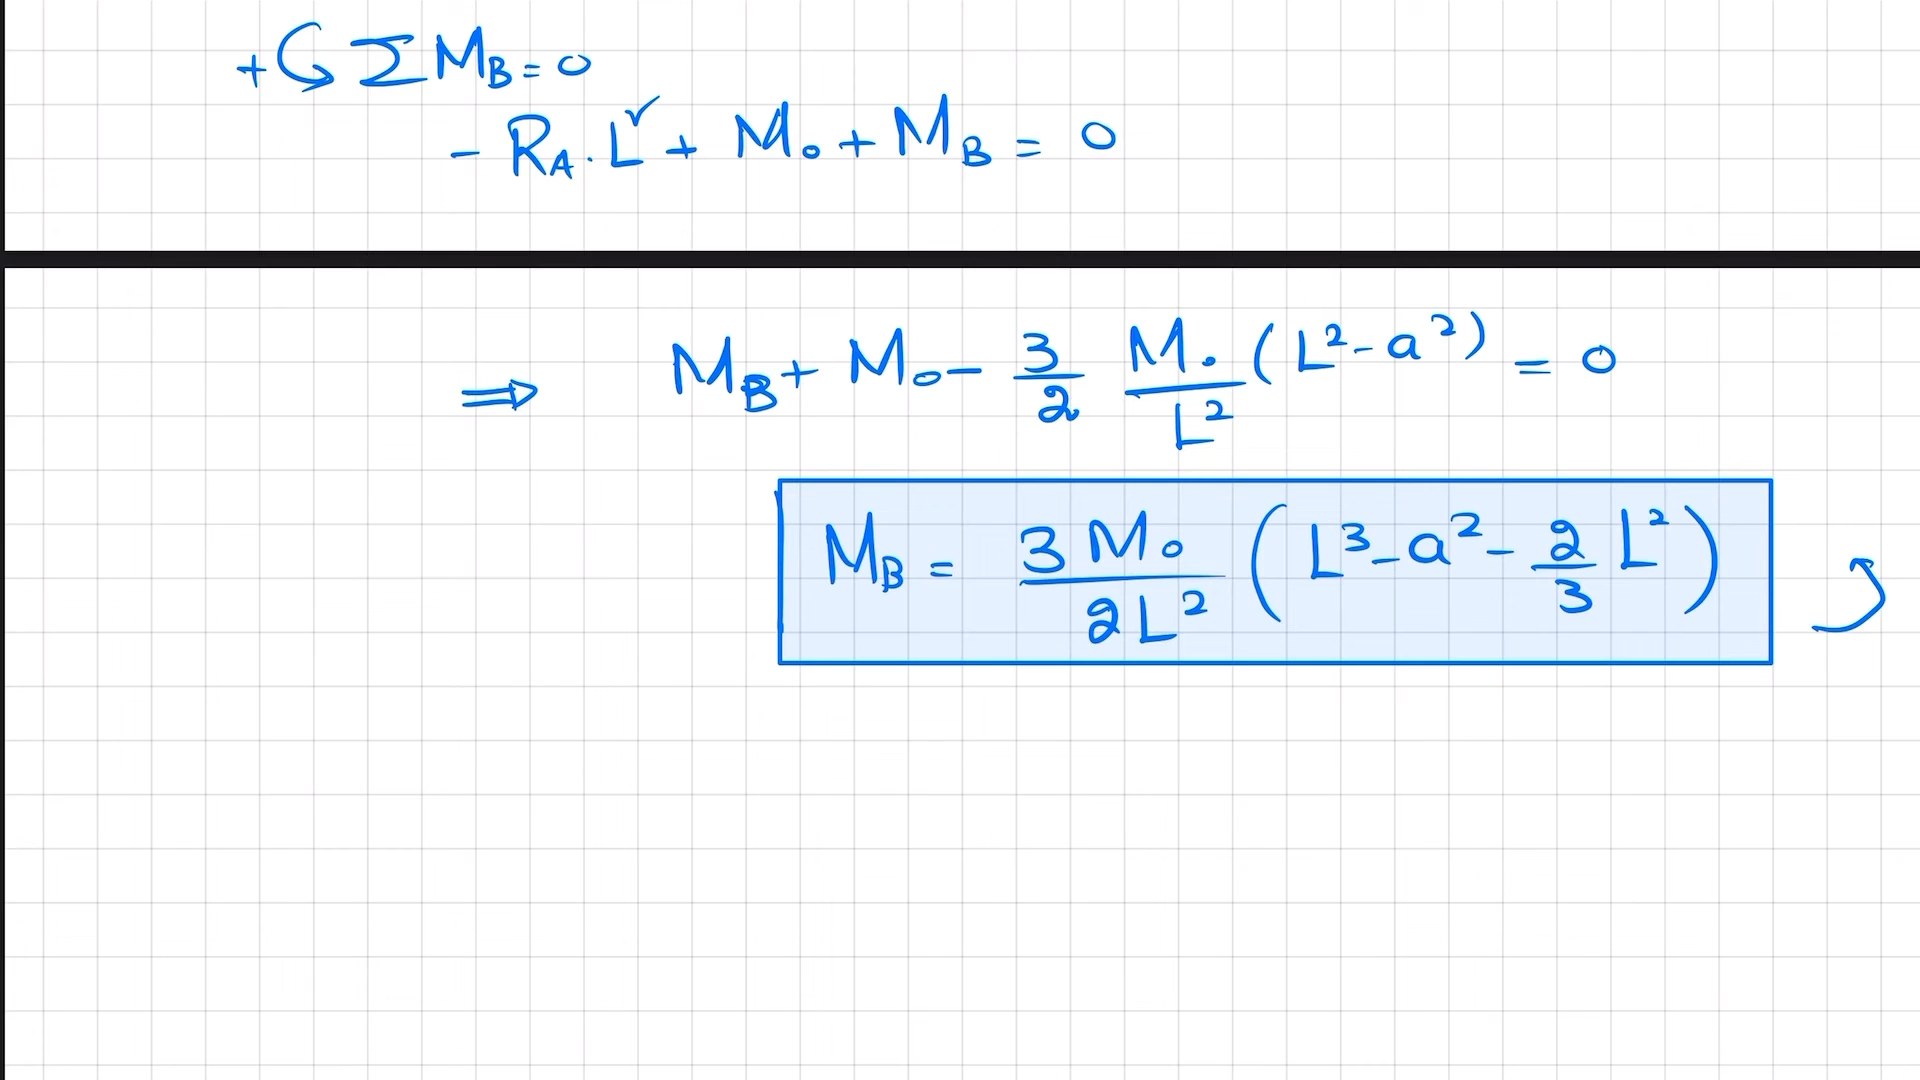 +↺ ΣM_B = 0
- R_A . L + M₀ + M_B = 0
⇒ M_B + M₀ - 3/2 M₀/L² (L² - a²) = 0
M_B = 3M₀/2L² (L³ - a² - 2/3 L²)